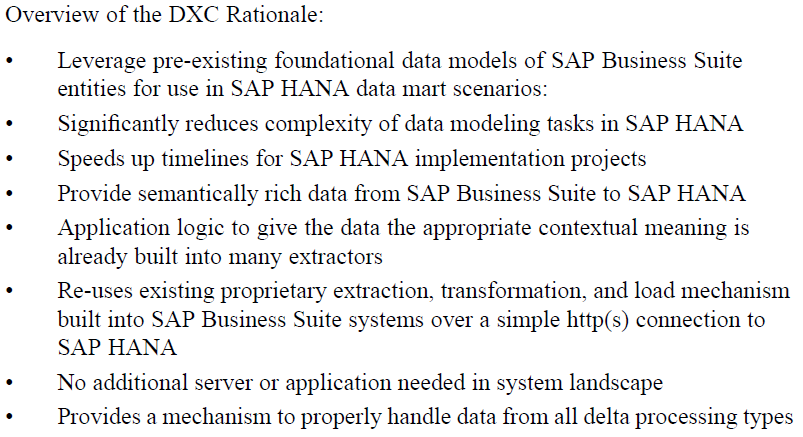 Overview of the DXC Rationale:
• Leverage pre-existing foundational data models of SAP Business Suite
entities for use in SAP HANA data mart scenarios:
• Significantly reduces complexity of data modeling tasks in SAP HANA
• Speeds up timelines for SAP HANA implementation projects
• Provide semantically rich data from SAP Business Suite to SAP HANA
• Application logic to give the data the appropriate contextual meaning is
already built into many extractors
• Re-uses existing proprietary extraction, transformation, and load mechanism
built into SAP Business Suite systems over a simple http(s) connection to
SAP HANA
• No additional server or application needed in system landscape
• Provides a mechanism to properly handle data from all delta processing types